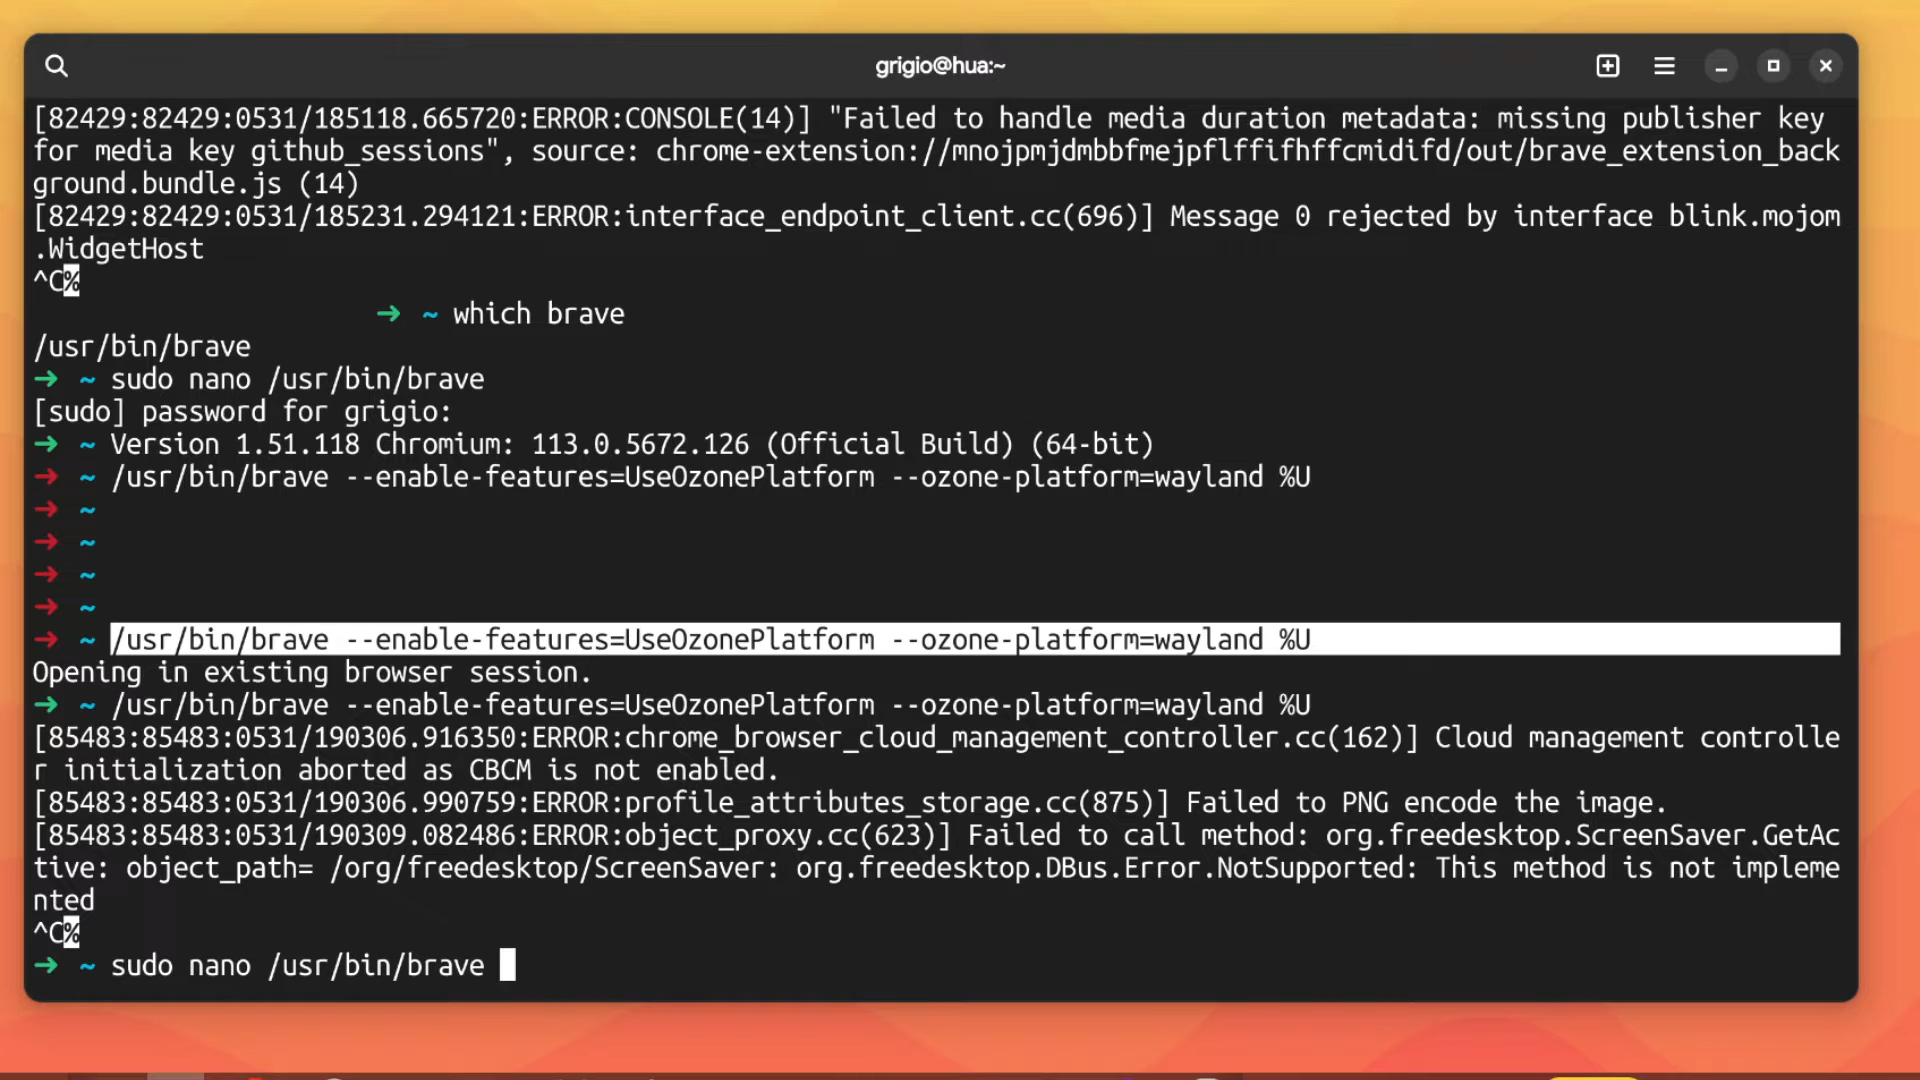 grigio@hua:~
[82429:82429:0531/185118.665720:ERROR:CONSOLE(14)] "Failed to handle media duration metadata: missing publisher key
for media key github_sessions", source: chrome-extension://mnojpmjdmbbfmejpflffifhffcmidifd/out/brave_extension_back
ground.bundle.js (14)
[82429:82429:0531/185231.294121:ERROR:interface_endpoint_client.cc(696)] Message 0 rejected by interface blink.mojom
.WidgetHost
^C%
➜ ~ which brave
/usr/bin/brave
➜ ~ sudo nano /usr/bin/brave
[sudo] password for grigio:
➜ ~ Version 1.51.118 Chromium: 113.0.5672.126 (Official Build) (64-bit)
➜ ~ /usr/bin/brave --enable-features=UseOzonePlatform --ozone-platform=wayland %U
➜ ~
➜ ~
➜ ~
➜ ~
➜ ~ /usr/bin/brave --enable-features=UseOzonePlatform --ozone-platform=wayland %U
Opening in existing browser session.
➜ ~ /usr/bin/brave --enable-features=UseOzonePlatform --ozone-platform=wayland %U
[85483:85483:0531/190306.916350:ERROR:chrome_browser_cloud_management_controller.cc(162)] Cloud management controlle
r initialization aborted as CBCM is not enabled.
[85483:85483:0531/190306.990759:ERROR:profile_attributes_storage.cc(875)] Failed to PNG encode the image.
[85483:85483:0531/190309.082486:ERROR:object_proxy.cc(623)] Failed to call method: org.freedesktop.ScreenSaver.GetAc
tive: object_path= /org/freedesktop/ScreenSaver: org.freedesktop.DBus.Error.NotSupported: This method is not impleme
nted
^C%
➜ ~ sudo nano /usr/bin/brave